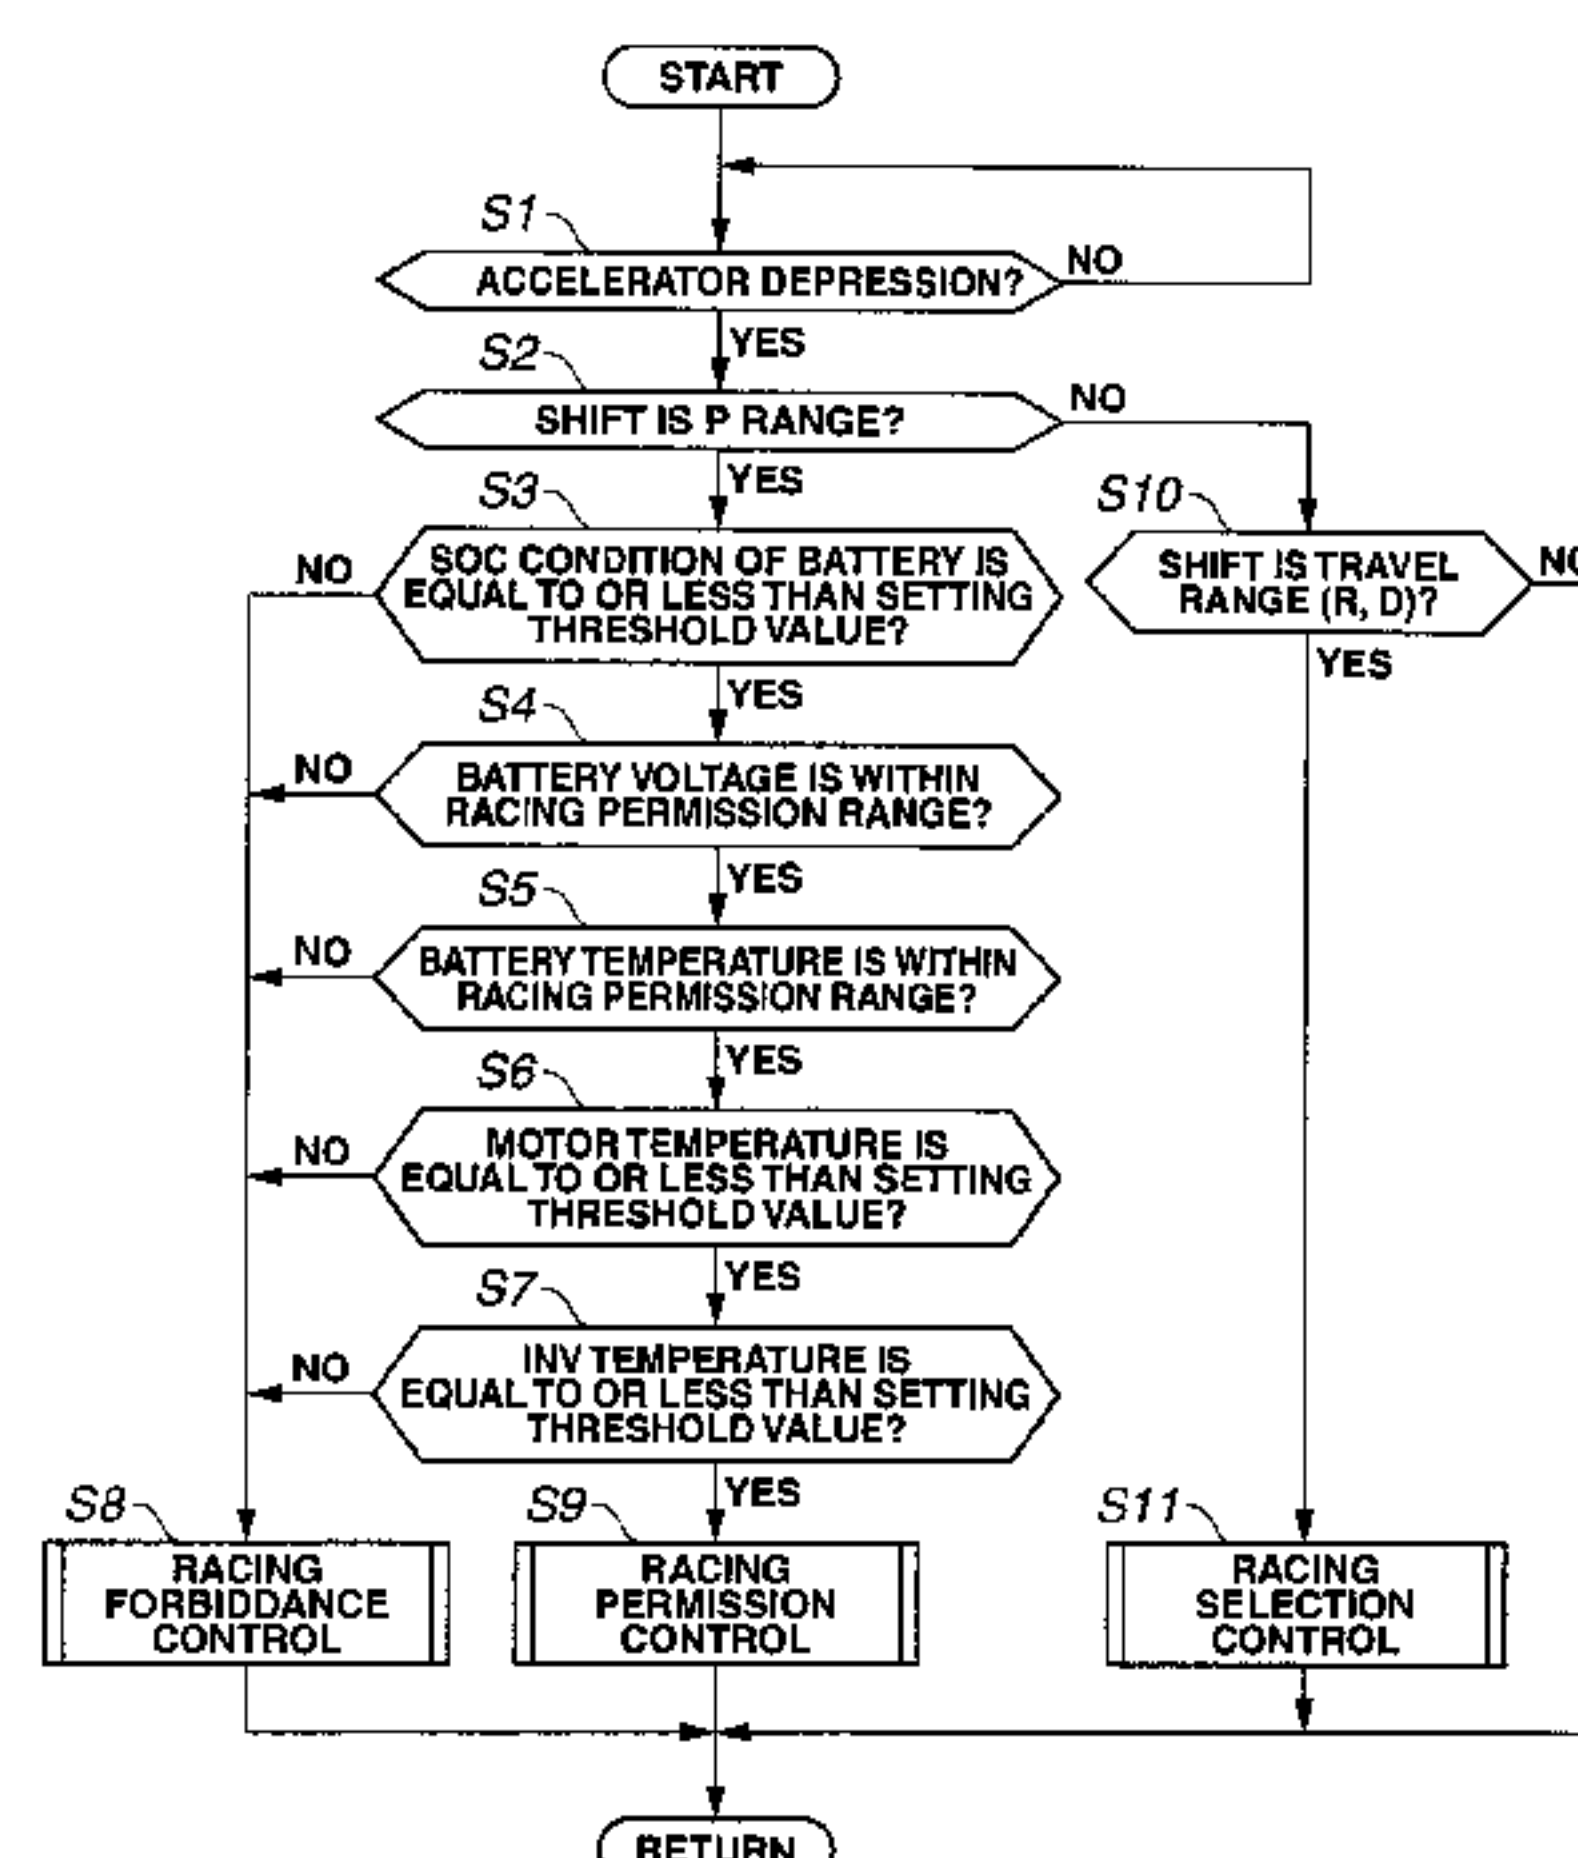 START
S1
ACCELERATOR DEPRESSION?
NO
YES
S2
SHIFT IS P RANGE?
NO
YES
S3
SOC CONDITION OF BATTERY IS
EQUAL TO OR LESS THAN SETTING
THRESHOLD VALUE?
NO
YES
S10
SHIFT IS TRAVEL
RANGE (R, D)?
NO
YES
S4
BATTERY VOLTAGE IS WITHIN
RACING PERMISSION RANGE?
NO
YES
S5
BATTERY TEMPERATURE IS WITHIN
RACING PERMISSION RANGE?
NO
YES
S6
MOTOR TEMPERATURE IS
EQUAL TO OR LESS THAN SETTING
THRESHOLD VALUE?
NO
YES
S7
INV TEMPERATURE IS
EQUAL TO OR LESS THAN SETTING
THRESHOLD VALUE?
NO
YES
S8
RACING
FORBIDDANCE
CONTROL
S9
RACING
PERMISSION
CONTROL
S11
RACING
SELECTION
CONTROL
RETURN